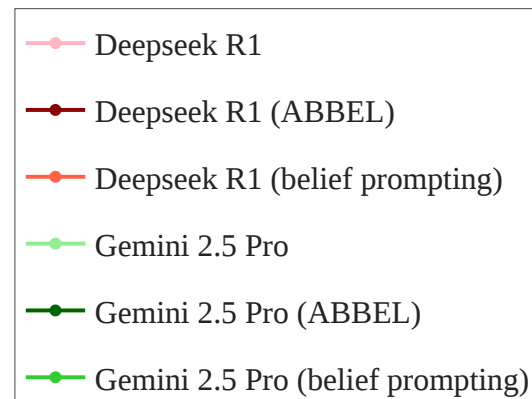 Deepseek R1
Deepseek R1 (ABBEL)
Deepseek R1 (belief prompting)
Gemini 2.5 Pro
Gemini 2.5 Pro (ABBEL)
Gemini 2.5 Pro (belief prompting)